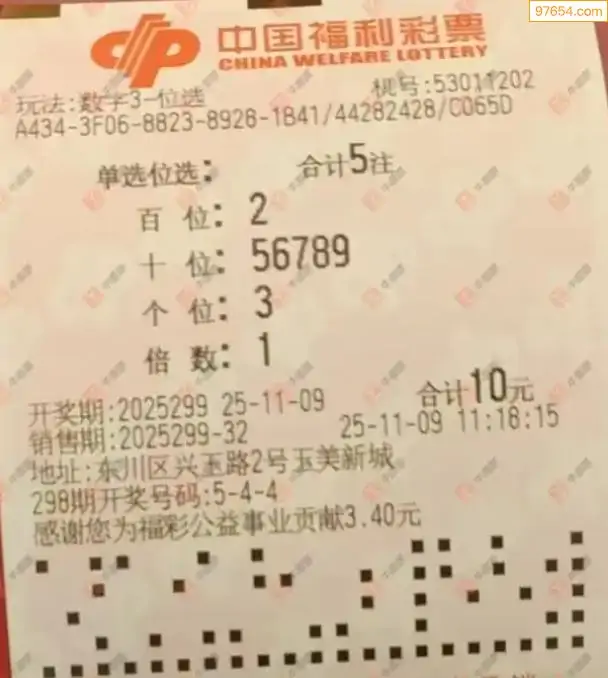 97654.com
中国福利彩票
CHINA WELFARE LOTTERY
玩法:数字3-位选 机号:53011202
A434-3F06-8823-8928-1B41/44282428/C065D
单选位选: 合计5注
百 位: 2
十 位: 56789
个 位: 3
倍 数: 1
合计10元
开奖期:2025299 25-11-09
销售期:2025299-32 25-11-09 11:18:15
地址:东川区兴玉路2号玉美新城
298期开奖号码:5-4-4
感谢您为福彩公益事业贡献3.40元